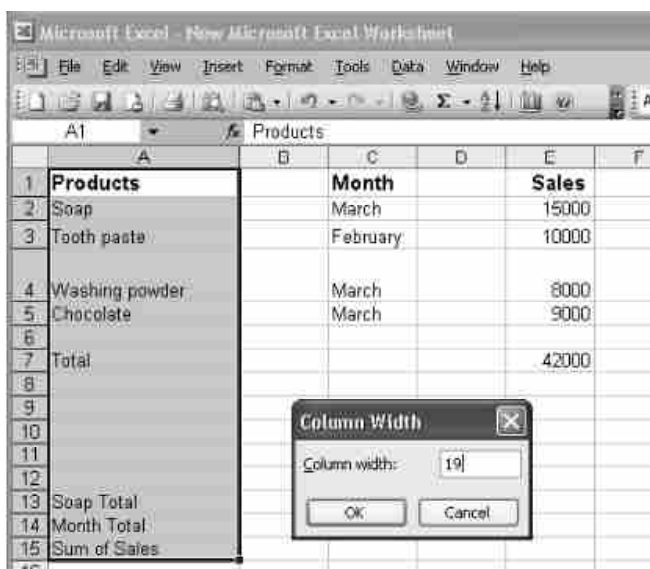 Microsoft Excel - New Microsoft Excel Worksheet
File Edit View Insert Format Tools Data Window Help
A1 fx Products
A B C D E F
1 Products Month Sales
2 Soap March 15000
3 Tooth paste February 10000
4 Washing powder March 8000
5 Chocolate March 9000
6
7 Total 42000
8
9
10
11
12
13 Soap Total
14 Month Total
15 Sum of Sales
Column Width
Column width: 19
OK Cancel